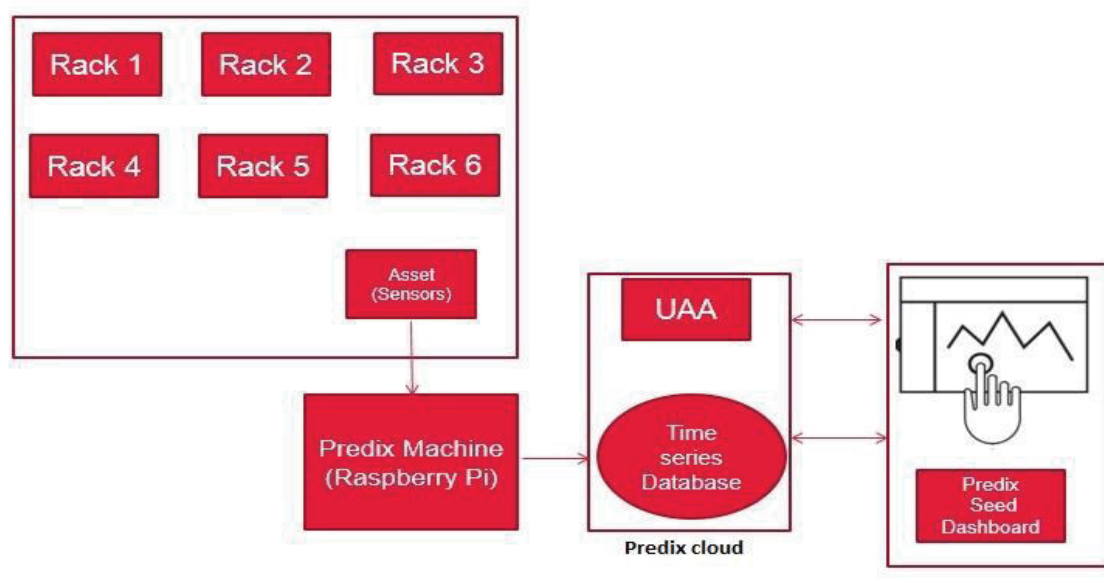 Rack 1
Rack 2
Rack 3
Rack 4
Rack 5
Rack 6
Asset
(Sensors)
Predix Machine
(Raspberry Pi)
UAA
Time
series
Database
Predix cloud
Predix
Seed
Dashboard